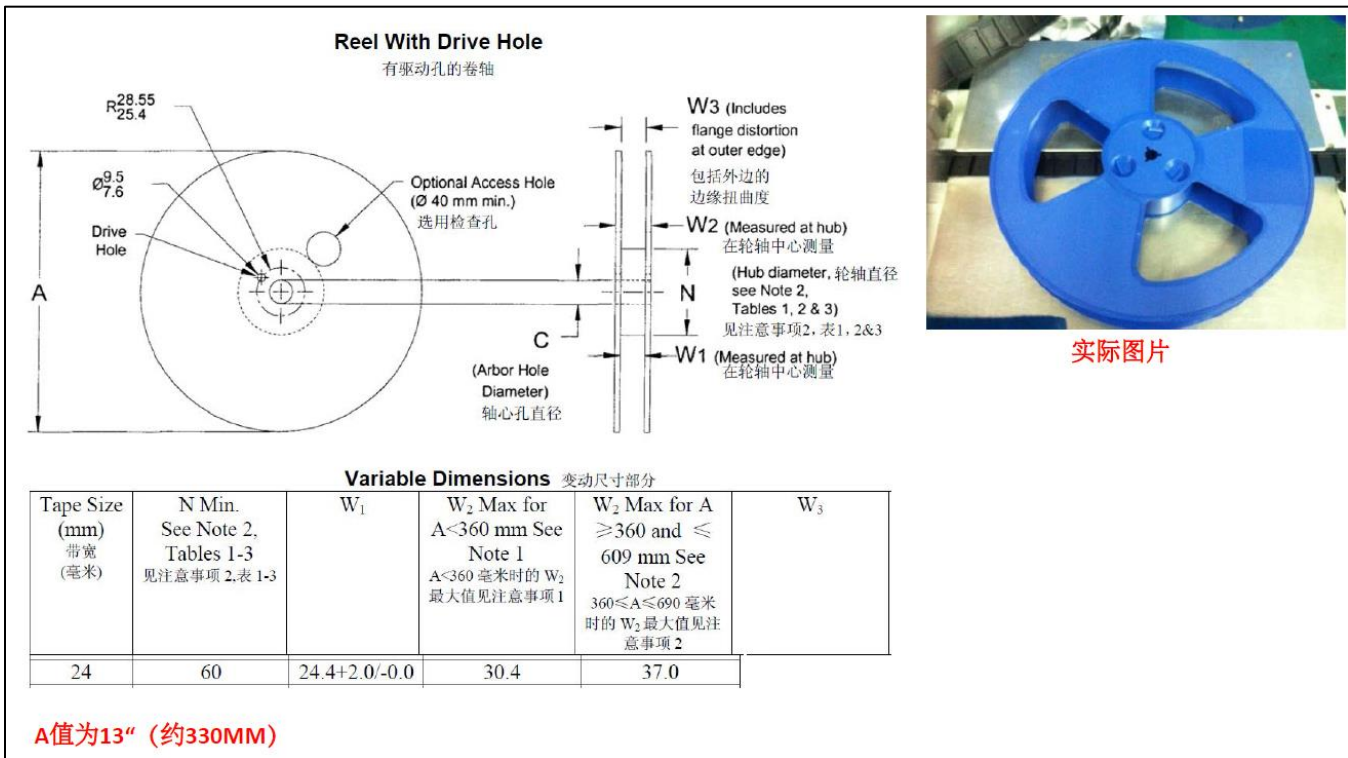 Reel With Drive Hole
有驱动孔的卷轴
R28.55
25.4
Ø9.5
7.6
Drive
Hole
A
Optional Access Hole
(Ø 40 mm min.)
选用检查孔
C
(Arbor Hole
Diameter)
轴心孔直径
W3 (Includes
flange distortion
at outer edge)
包括外边的
边缘扭曲度
W2 (Measured at hub)
在轮轴中心测量
N
(Hub diameter, 轮轴直径
see Note 2,
Tables 1, 2 & 3)
见注意事项2, 表1, 2&3
W1 (Measured at hub)
在轮轴中心测量
实际图片
Variable Dimensions 变动尺寸部分
Tape Size
(mm)
带宽
(毫米)
N Min.
See Note 2,
Tables 1-3
见注意事项 2,表 1-3
W₁
W₂ Max for
A<360 mm See
Note 1
A<360 毫米时的 W₂
最大值见注意事项 1
W₂ Max for A
≥360 and ≤
609 mm See
Note 2
360≤A≤690 毫米
时的 W₂ 最大值见注
意事项 2
W₃
24 60 24.4+2.0/-0.0 30.4 37.0
A值为13“（约330MM）